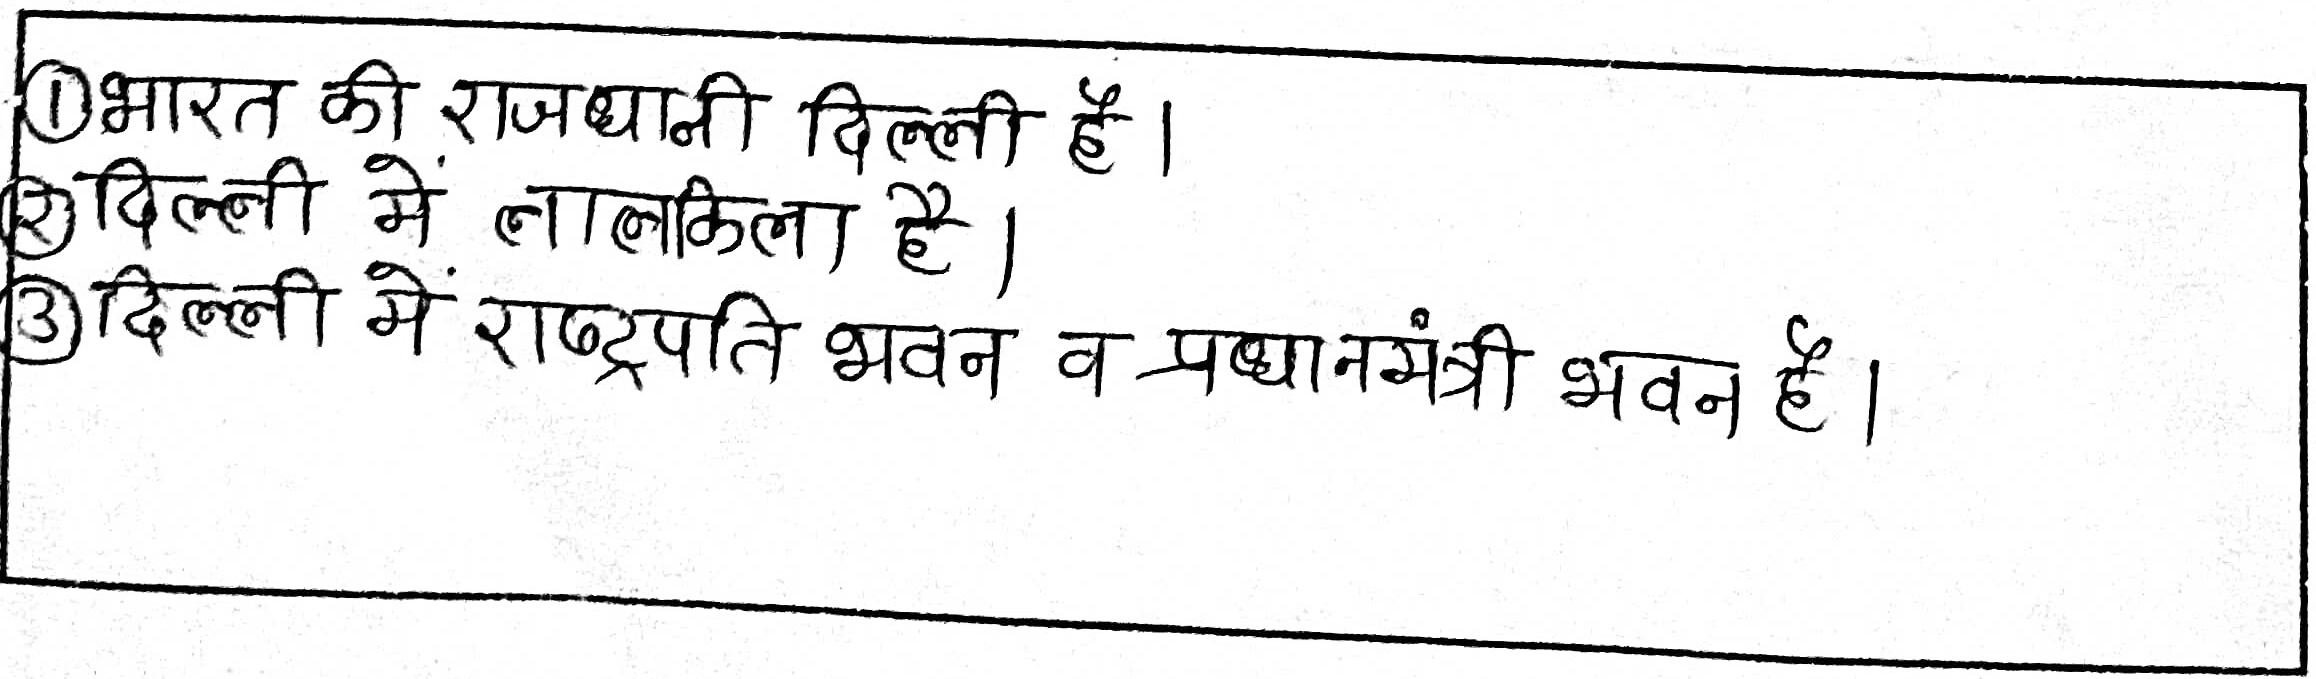 ① भारत की राजधानी दिल्ली है।
② दिल्ली में लालकिला है।
③ दिल्ली में राष्ट्रपति भवन व प्रधानमंत्री भवन है।